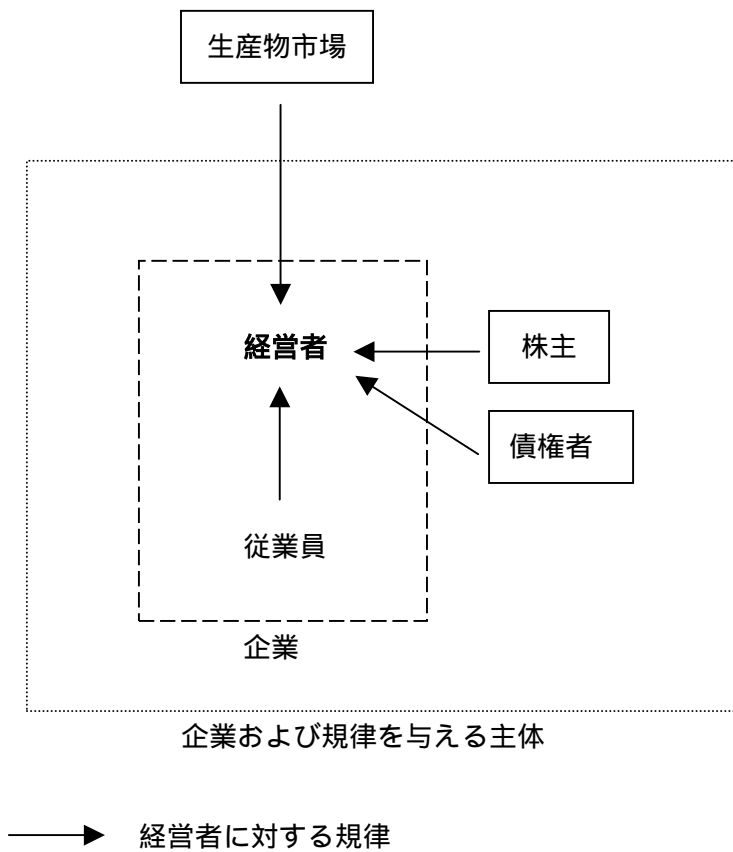 生産物市場
経営者
株主
債権者
従業員
企業
企業および規律を与える主体
経営者に対する規律